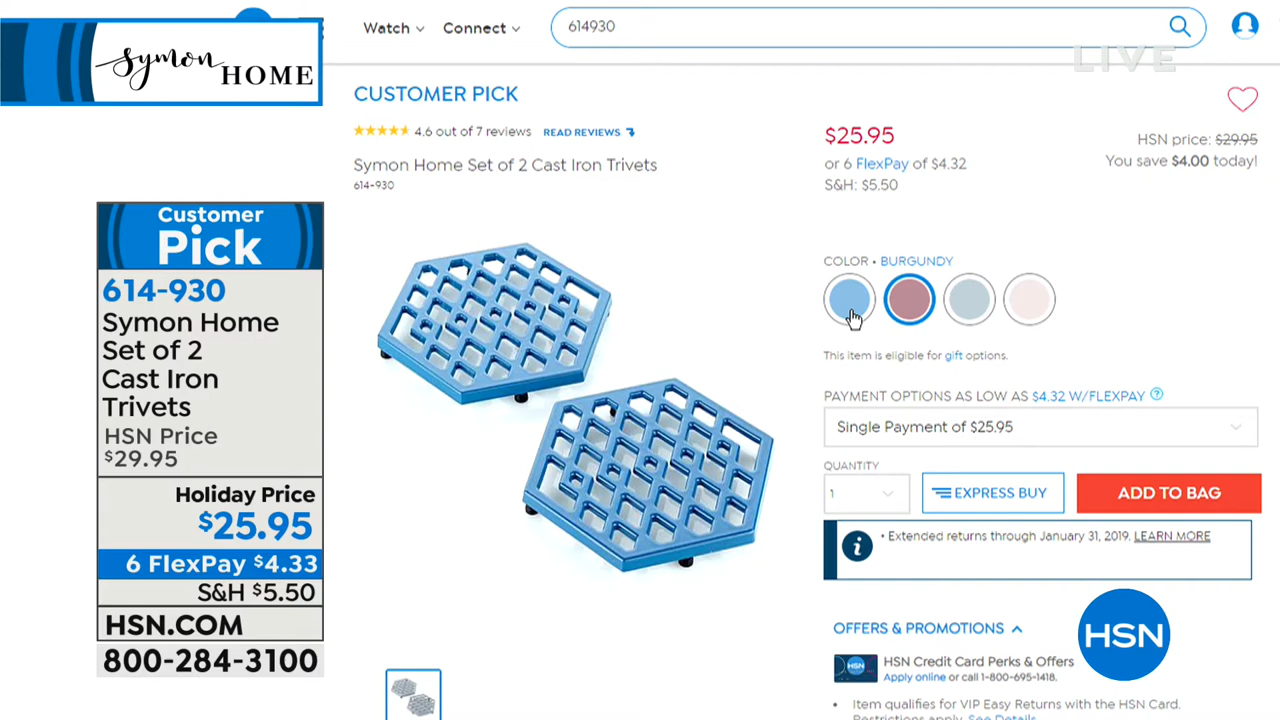 Symon HOME
Watch
Connect
614930
LIVE
CUSTOMER PICK
4.6 out of 7 reviews READ REVIEWS
Symon Home Set of 2 Cast Iron Trivets
614-930
$25.95
or 6 FlexPay of $4.32
S&H: $5.50
HSN price: $29.95
You save $4.00 today!
Customer
Pick
614-930
Symon Home
Set of 2
Cast Iron
Trivets
HSN Price
$29.95
Holiday Price
$25.95
6 FlexPay $4.33
S&H $5.50
HSN.COM
800-284-3100
COLOR • BURGUNDY
This item is eligible for gift options.
PAYMENT OPTIONS AS LOW AS $4.32 W/FLEXPAY ?
Single Payment of $25.95
QUANTITY
1
EXPRESS BUY
ADD TO BAG
i
• Extended returns through January 31, 2019. LEARN MORE
OFFERS & PROMOTIONS
HSN
HSN
HSN Credit Card Perks & Offers
Apply online or call 1-800-695-1418.
• Item qualifies for VIP Easy Returns with the HSN Card.
Restrictions apply. See Details